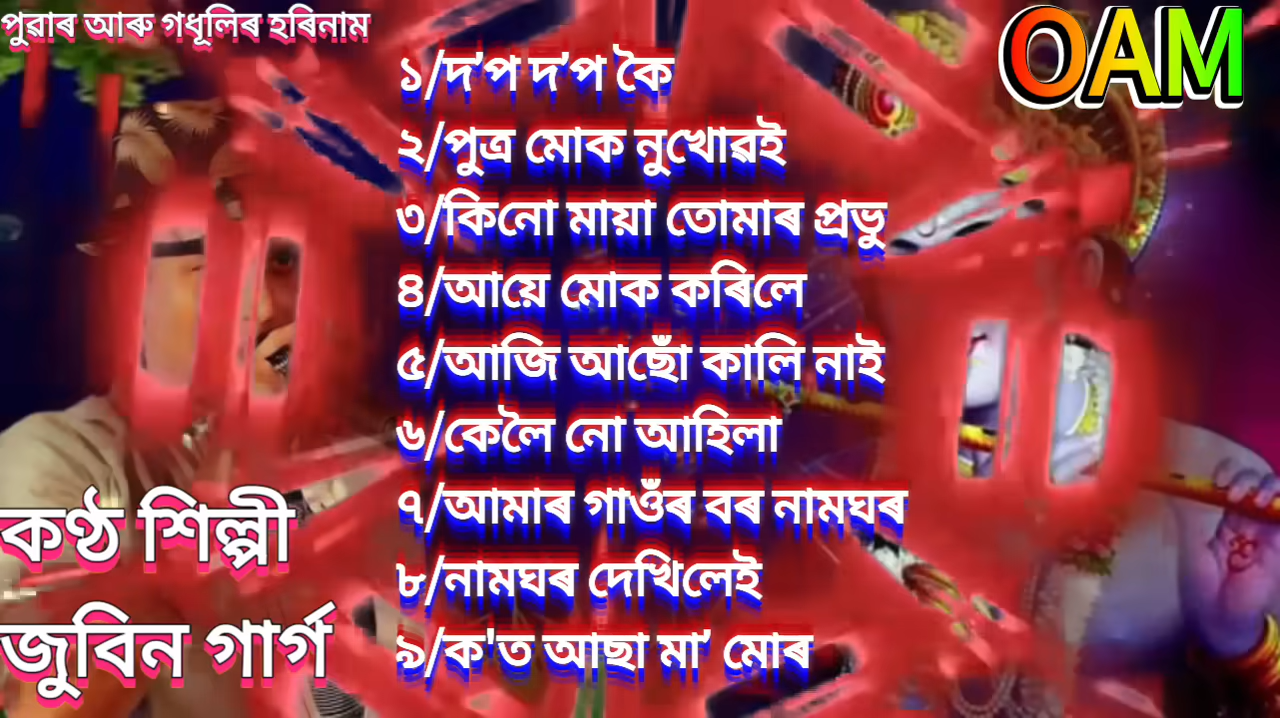 পুৱাৰ আৰু গধূলিৰ হৰিনাম
OAM
১/দ’প দ’প কৈ
২/পুত্ৰ মোক নুখোৱই
৩/কিনো মায়া তোমাৰ প্ৰভু
৪/আয়ে মোক কৰিলে
৫/আজি আছোঁ কালি নাই
৬/কেলৈ নো আহিলা
৭/আমাৰ গাওঁৰ বৰ নামঘৰ
৮/নামঘৰ দেখিলেই
৯/ক'ত আছা মা’ মোৰ
কণ্ঠ শিল্পী
জুবিন গাৰ্গ